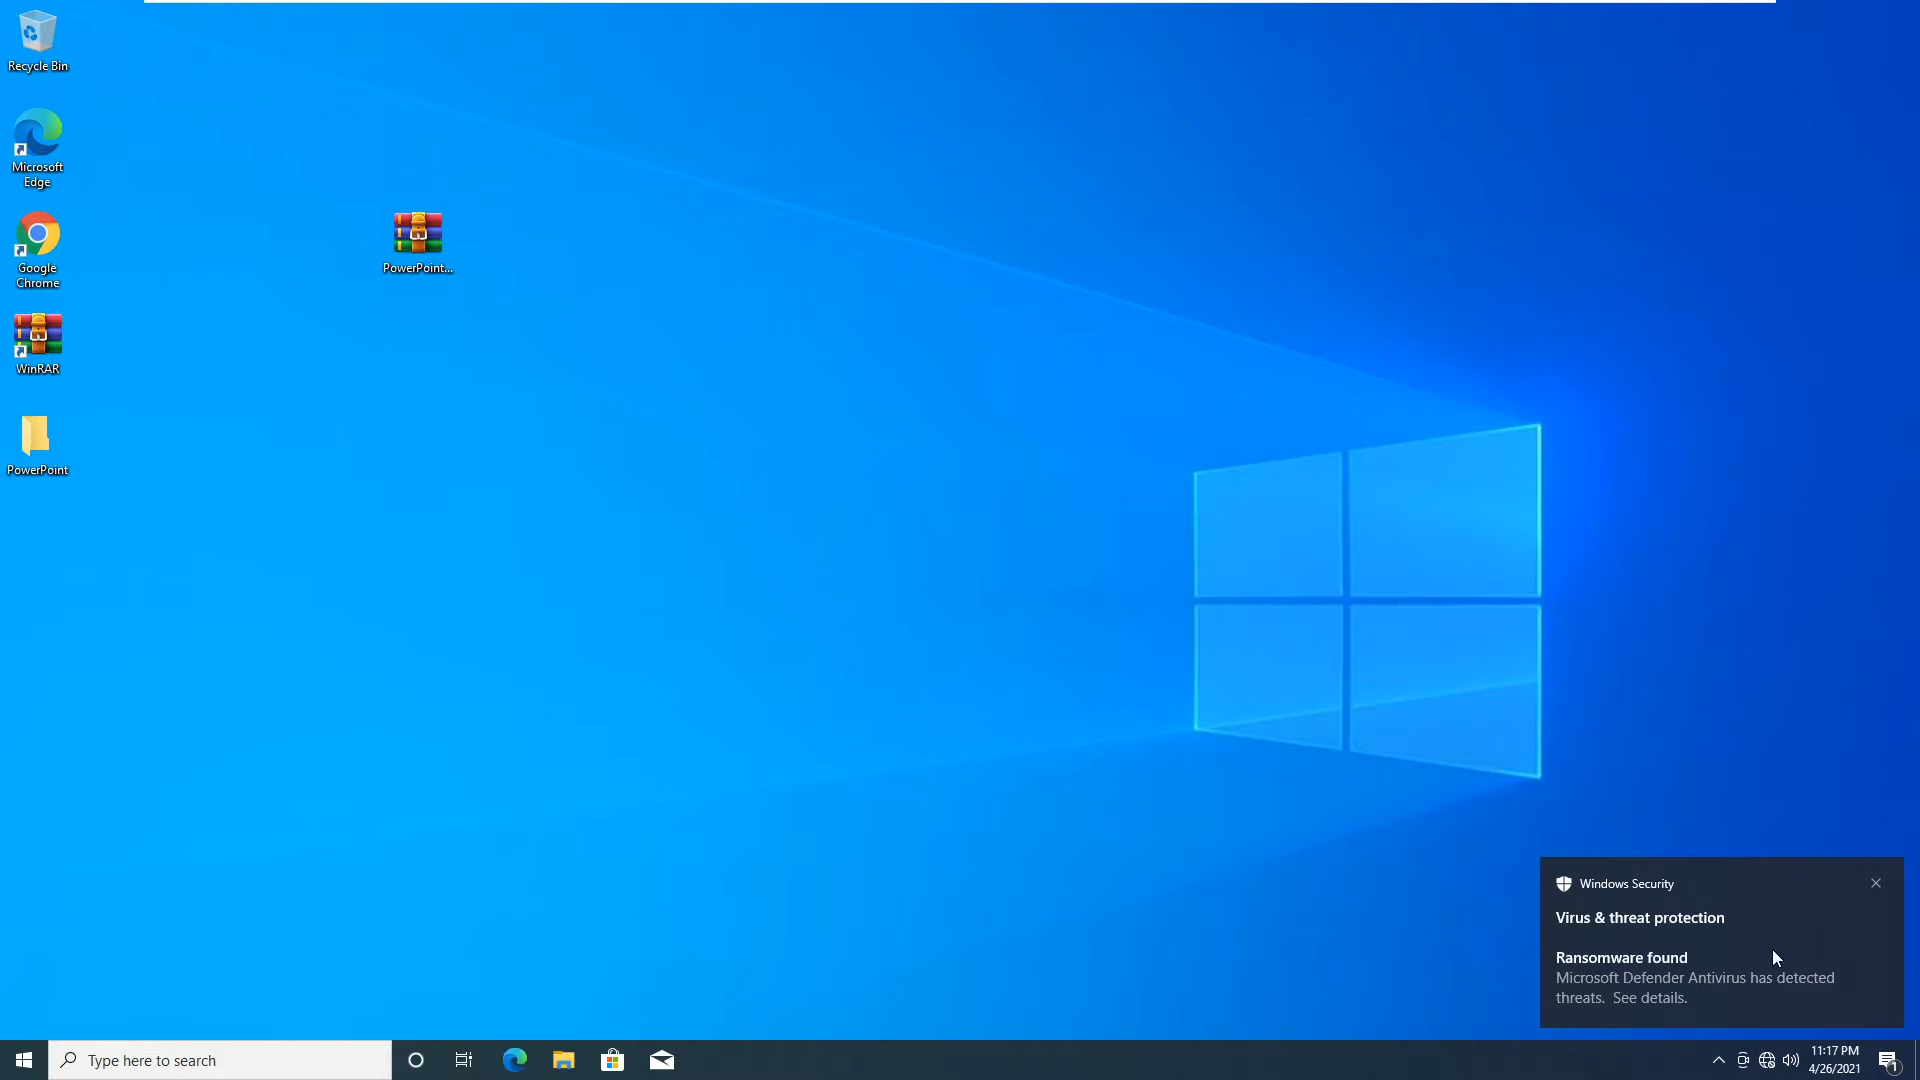 Recycle Bin
Microsoft
Edge
Google
Chrome
WinRAR
PowerPoint
PowerPoint...
Windows Security
Virus & threat protection
Ransomware found
Microsoft Defender Antivirus has detected
threats.  See details.
Type here to search
11:17 PM
4/26/2021
1